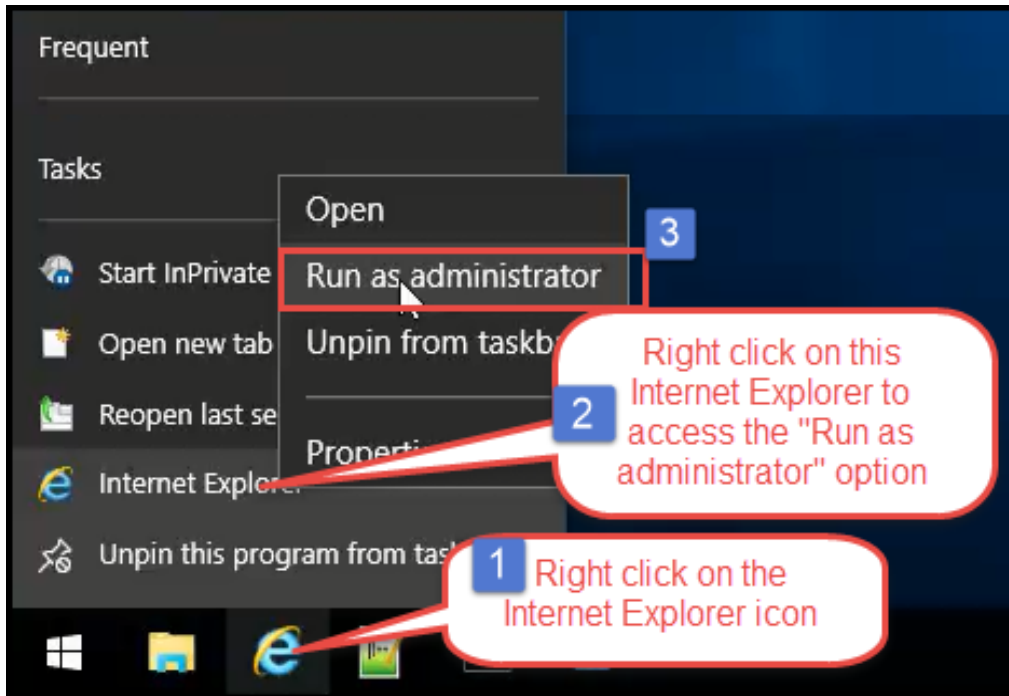 Frequent
Tasks
Open
3
Start InPrivate
Run as administrator
Open new tab
Unpin from taskb
Right click on this
Internet Explorer to
2
access the "Run as
administrator" option
Reopen last se
Properti
Internet Explorer
Unpin this program from tas
1
Right click on the
Internet Explorer icon